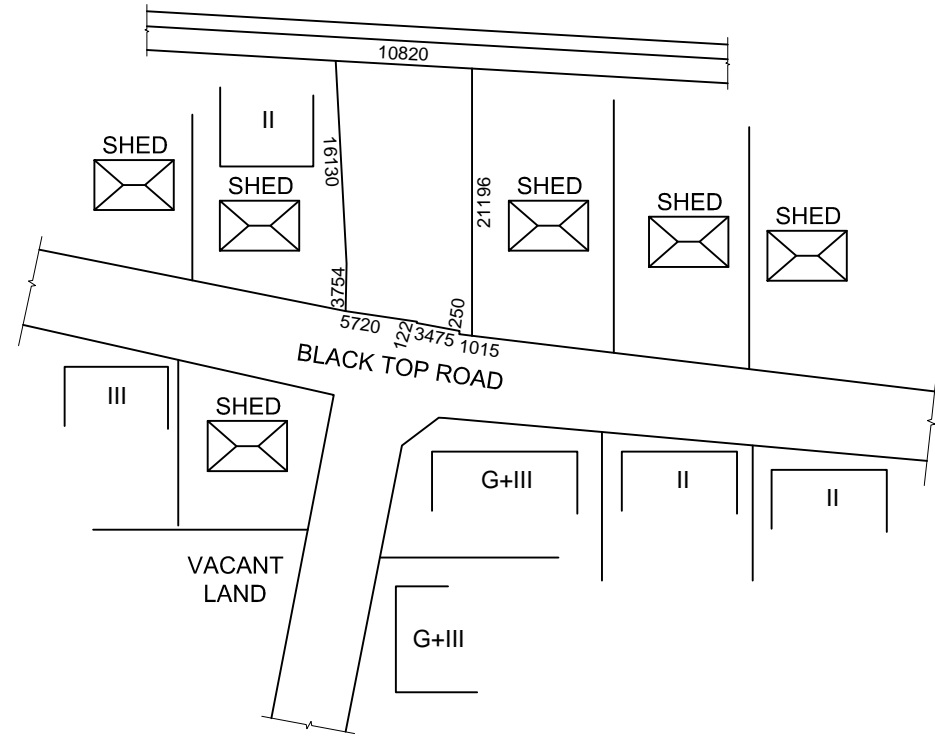 10820
II
SHED
16130
SHED
21196
SHED
SHED
SHED
3754
5720
122
3475
250
1015
BLACK TOP ROAD
III
SHED
G+III
II
II
VACANT
LAND
G+III